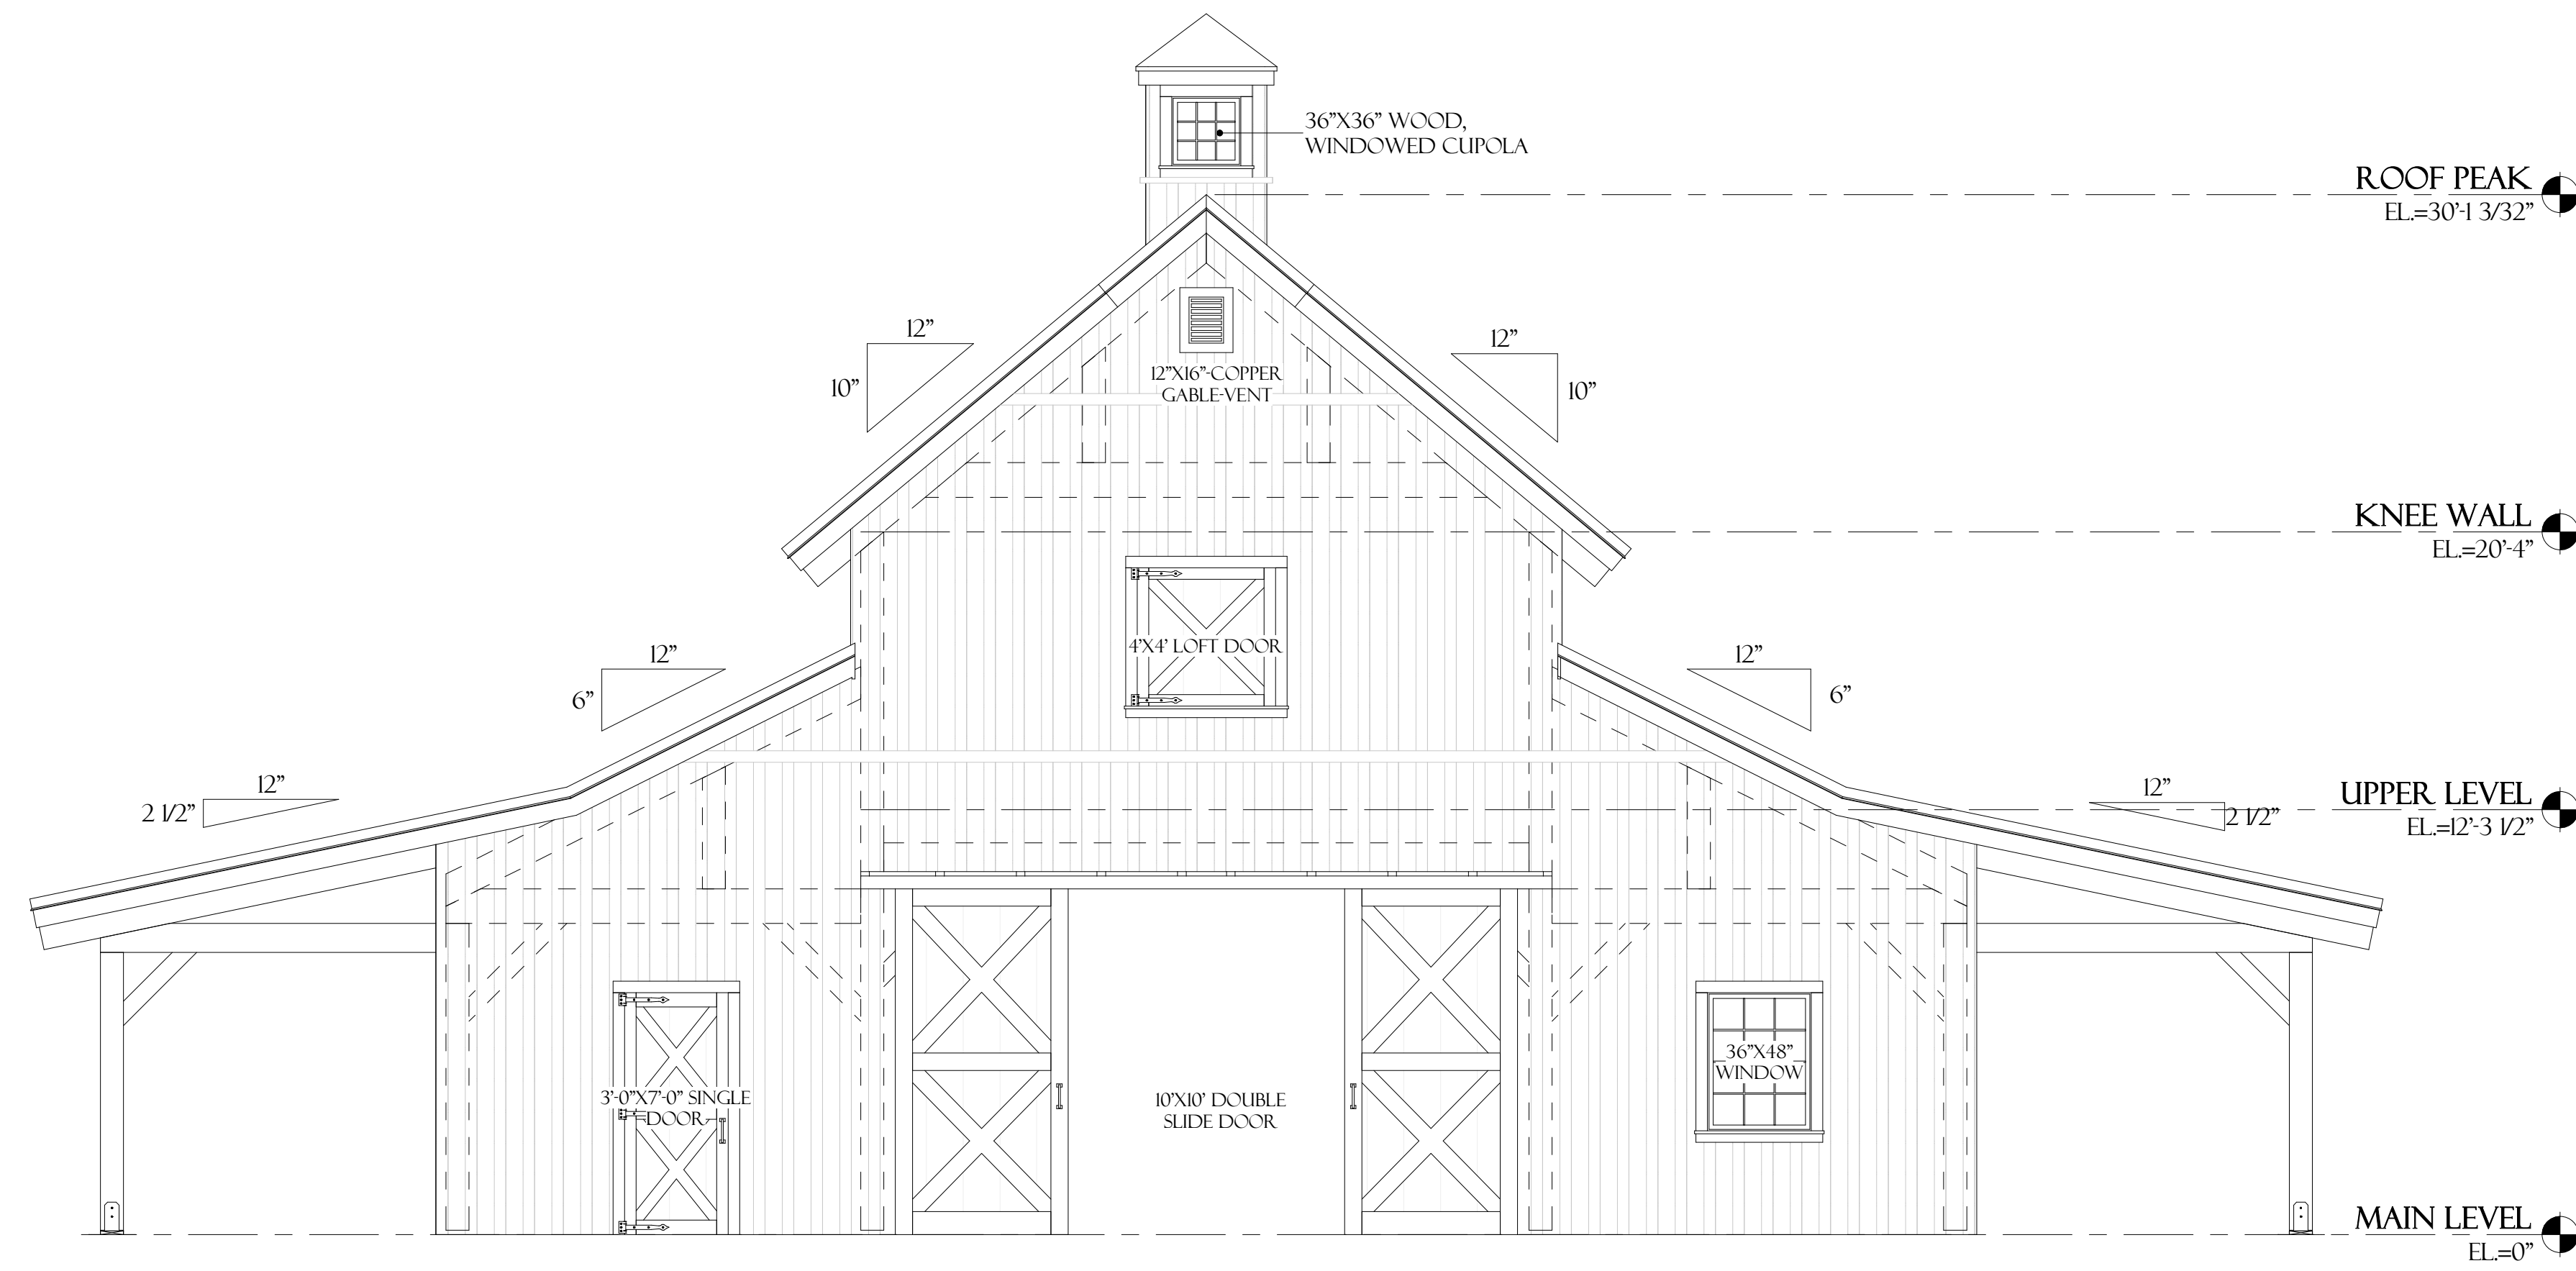 36”X36” WOOD,
WINDOWED CUPOLA
ROOF PEAK
EL.=30’-1 3/32”
12”
10”
12”
10”
12”X16”-COPPER
GABLE-VENT
KNEE WALL
EL.=20’-4”
4’X4’ LOFT DOOR
12”
6”
12”
6”
12”
2 1/2”
12”
2 1/2”
UPPER LEVEL
EL.=12’-3 1/2”
3’-0”X7’-0” SINGLE
DOOR
10’X10’ DOUBLE
SLIDE DOOR
36”X48”
WINDOW
MAIN LEVEL
EL.=0”